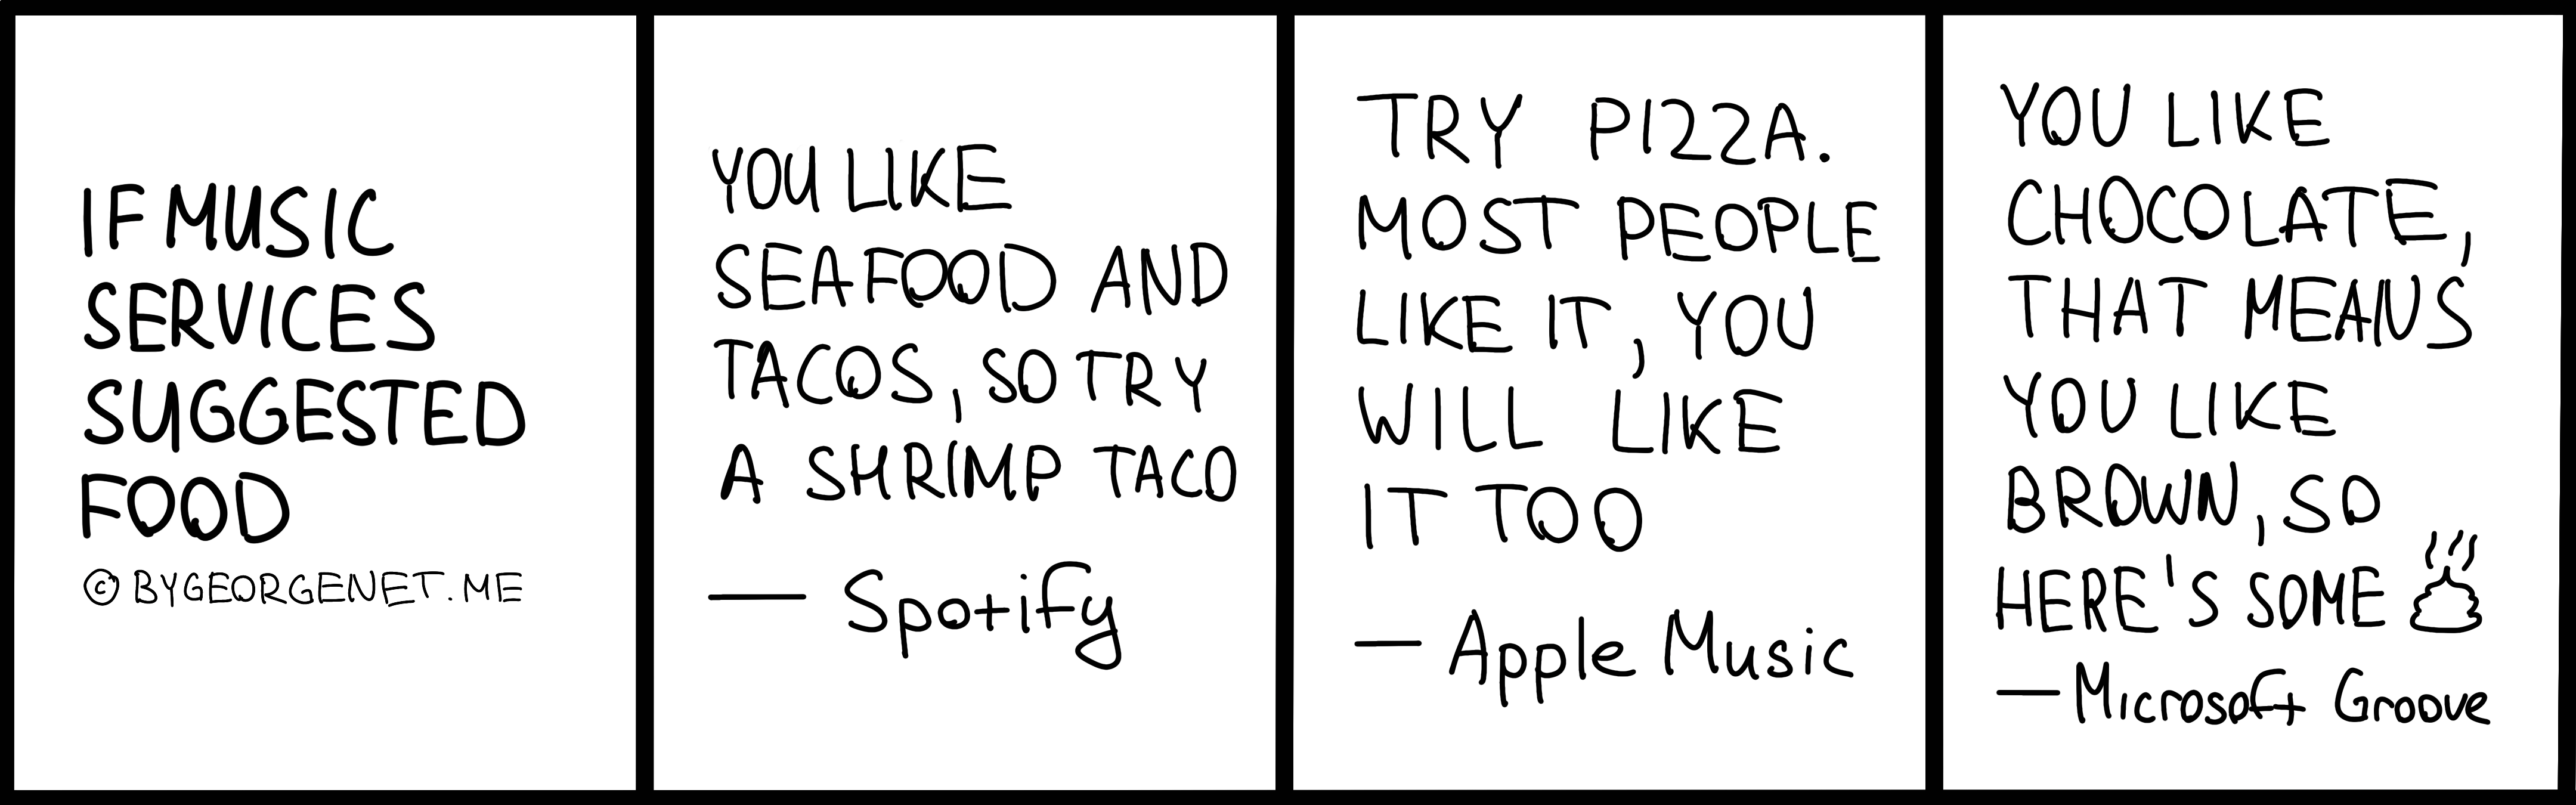 IF MUSIC
SERVICES
SUGGESTED
FOOD
© BYGEORGENET.ME
YOU LIKE
SEAFOOD AND
TACOS, SO TRY
A SHRIMP TACO
— Spotify
TRY PIZZA.
MOST PEOPLE
LIKE IT, YOU
WILL LIKE
IT TOO
— Apple Music
YOU LIKE
CHOCOLATE,
THAT MEANS
YOU LIKE
BROWN, SO
HERE'S SOME
— Microsoft Groove